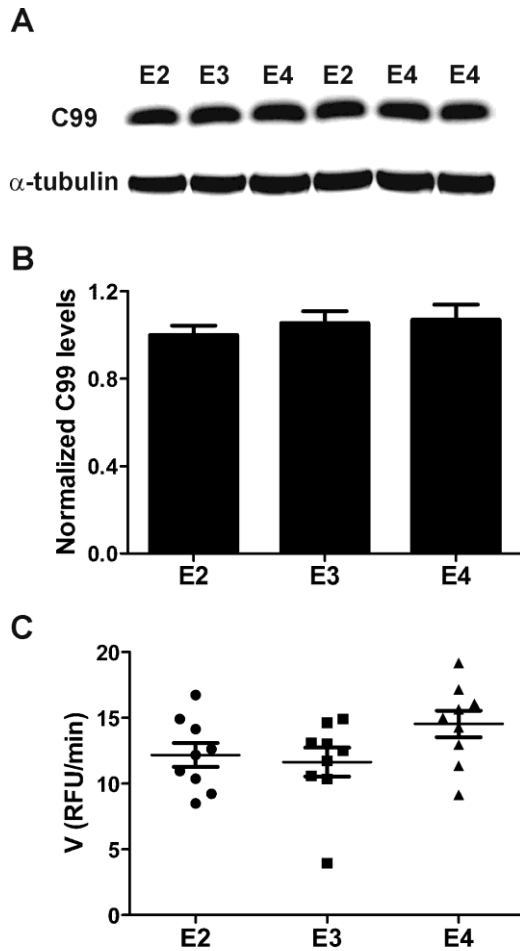 A
E2 E3 E4 E2 E4 E4
C99
α-tubulin
B
Normalized C99 levels
1.2
0.8
0.4
0.0
E2 E3 E4
C
V (RFU/min)
20
15
10
5
0
E2 E3 E4